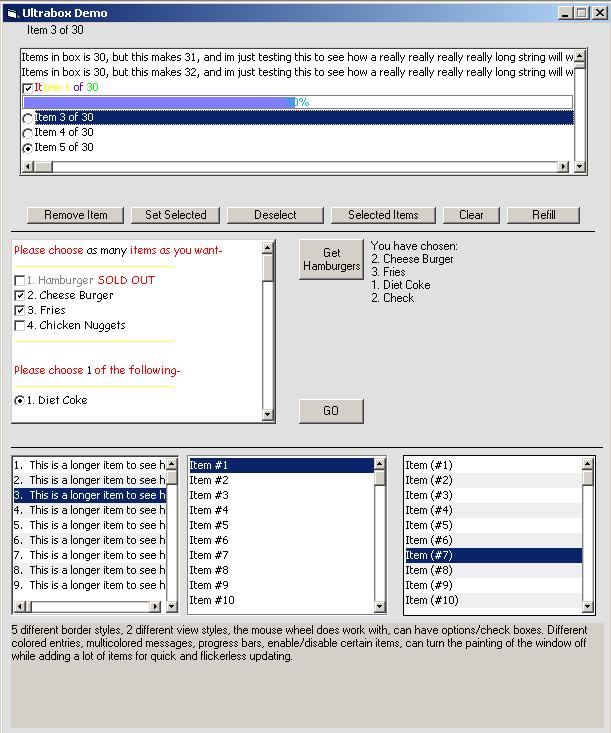 Ultrabox Demo
Item 3 of 30
Items in box is 30, but this makes 31, and im just testing this to see how a really really really really really long string will w
Items in box is 30, but this makes 32, and im just testing this to see how a really really really really really long string will w
Item 1 of 30
50%
Item 3 of 30
Item 4 of 30
Item 5 of 30
Remove Item Set Selected Deselect Selected Items Clear Refill
Please choose as many items as you want-
1. Hamburger SOLD OUT
2. Cheese Burger
3. Fries
4. Chicken Nuggets
Please choose 1 of the following-
1. Diet Coke
Get
Hamburgers
GO
You have chosen:
2. Cheese Burger
3. Fries
1. Diet Coke
2. Check
1. This is a longer item to see h
2. This is a longer item to see h
3. This is a longer item to see h
4. This is a longer item to see h
5. This is a longer item to see h
6. This is a longer item to see h
7. This is a longer item to see h
8. This is a longer item to see h
9. This is a longer item to see h
Item #1
Item #2
Item #3
Item #4
Item #5
Item #6
Item #7
Item #8
Item #9
Item #10
Item (#1)
Item (#2)
Item (#3)
Item (#4)
Item (#5)
Item (#6)
Item (#7)
Item (#8)
Item (#9)
Item (#10)
5 different border styles, 2 different view styles, the mouse wheel does work with, can have options/check boxes. Different
colored entries, multicolored messages, progress bars, enable/disable certain items, can turn the painting of the window off
while adding a lot of items for quick and flickerless updating.